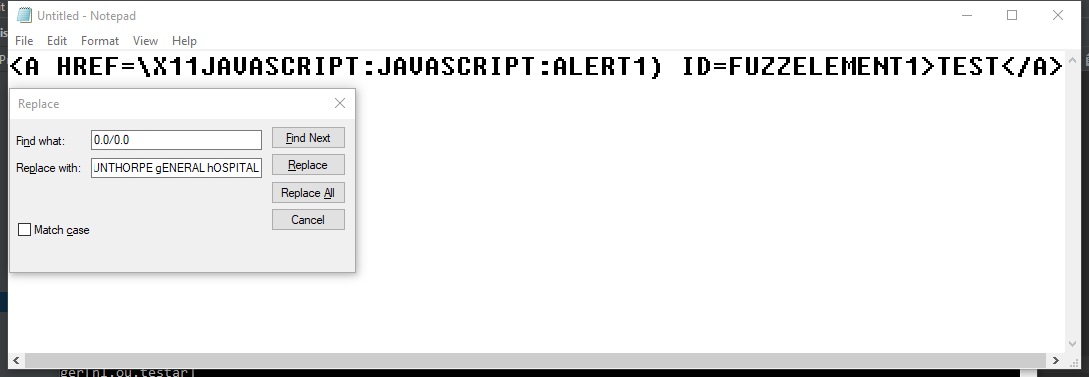 Untitled - Notepad
File Edit Format View Help
<A HREF=\X11JAVASCRIPT:JAVASCRIPT:ALERT1) ID=FUZZELEMENT1>TEST</A>
Replace
Find what: 0.0/0.0 Find Next
Replace with: UNTHORPE gENERAL hOSPITAL Replace
Replace All
Cancel
Match case
ger[n1.ou.testar]